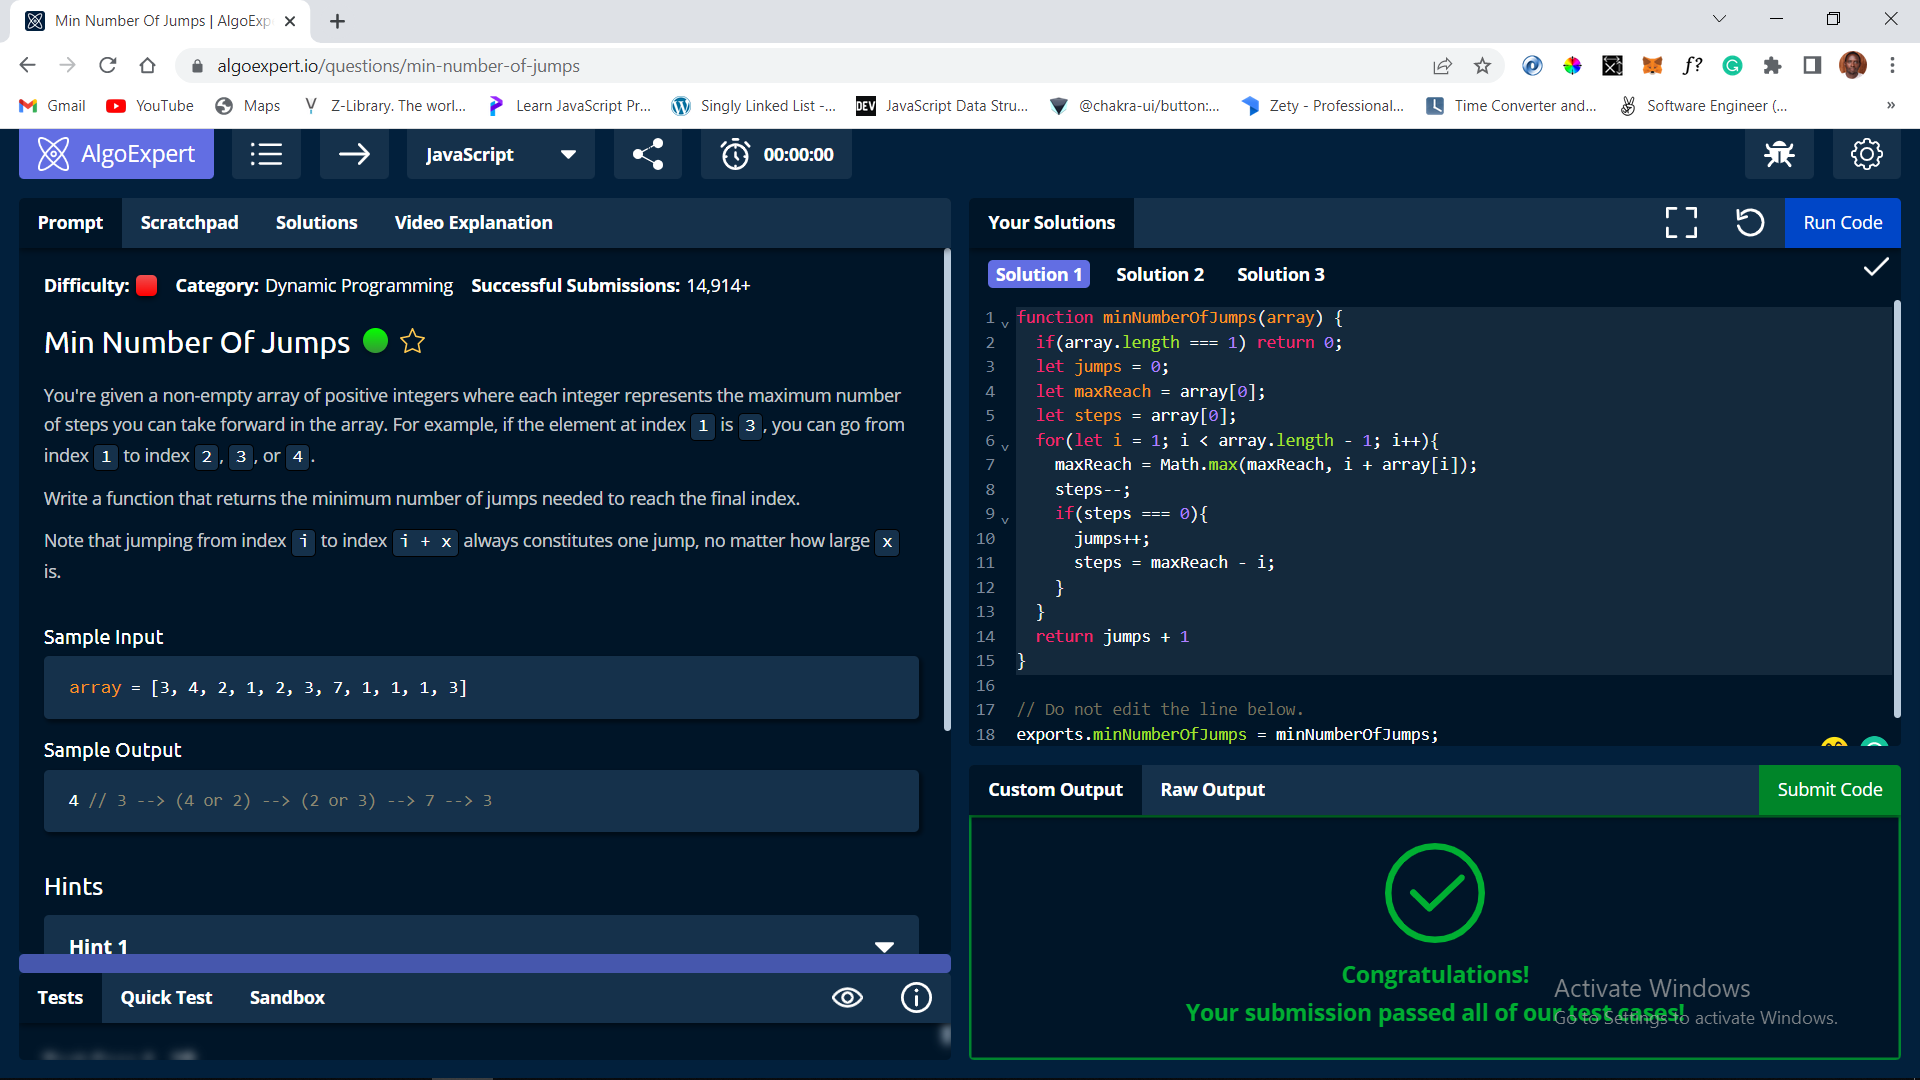 Min Number Of Jumps | AlgoExp
algoexpert.io/questions/min-number-of-jumps
f?
Gmail
YouTube
Maps
Z-Library. The worl...
Learn JavaScript Pr...
Singly Linked List -...
DEV
JavaScript Data Stru...
@chakra-ui/button:...
Zety - Professional...
Time Converter and...
Software Engineer (...
»
AlgoExpert
JavaScript
00:00:00
Prompt
Scratchpad
Solutions
Video Explanation
Difficulty:
Category: Dynamic Programming
Successful Submissions: 14,914+
Min Number Of Jumps
You're given a non-empty array of positive integers where each integer represents the maximum number
of steps you can take forward in the array. For example, if the element at index 1 is 3, you can go from
index 1 to index 2, 3, or 4.
Write a function that returns the minimum number of jumps needed to reach the final index.
Note that jumping from index i to index i + x always constitutes one jump, no matter how large x
is.
Sample Input
array = [3, 4, 2, 1, 2, 3, 7, 1, 1, 1, 3]
Sample Output
4 // 3 --> (4 or 2) --> (2 or 3) --> 7 --> 3
Hints
Hint 1
Tests
Quick Test
Sandbox
Your Solutions
Run Code
Solution 1
Solution 2
Solution 3
1 function minNumberOfJumps(array) {
2 if(array.length === 1) return 0;
3 let jumps = 0;
4 let maxReach = array[0];
5 let steps = array[0];
6 for(let i = 1; i < array.length - 1; i++){
7 maxReach = Math.max(maxReach, i + array[i]);
8 steps--;
9 if(steps === 0){
10 jumps++;
11 steps = maxReach - i;
12 }
13 }
14 return jumps + 1
15 }
16
17 // Do not edit the line below.
18 exports.minNumberOfJumps = minNumberOfJumps;
Custom Output
Raw Output
Submit Code
Congratulations!
Your submission passed all of our test cases!
Activate Windows
Go to Settings to activate Windows.